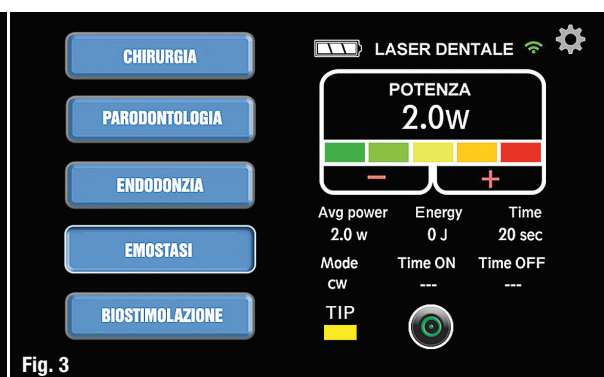 CHIRURGIA
PARODONTOLOGIA
ENDODONZIA
EMOSTASI
BIOSTIMOLAZIONE
LASER DENTALE
POTENZA
2.0W
− +
Avg power Energy Time
2.0 w 0 J 20 sec
Mode Time ON Time OFF
CW --- ---
TIP
Fig. 3